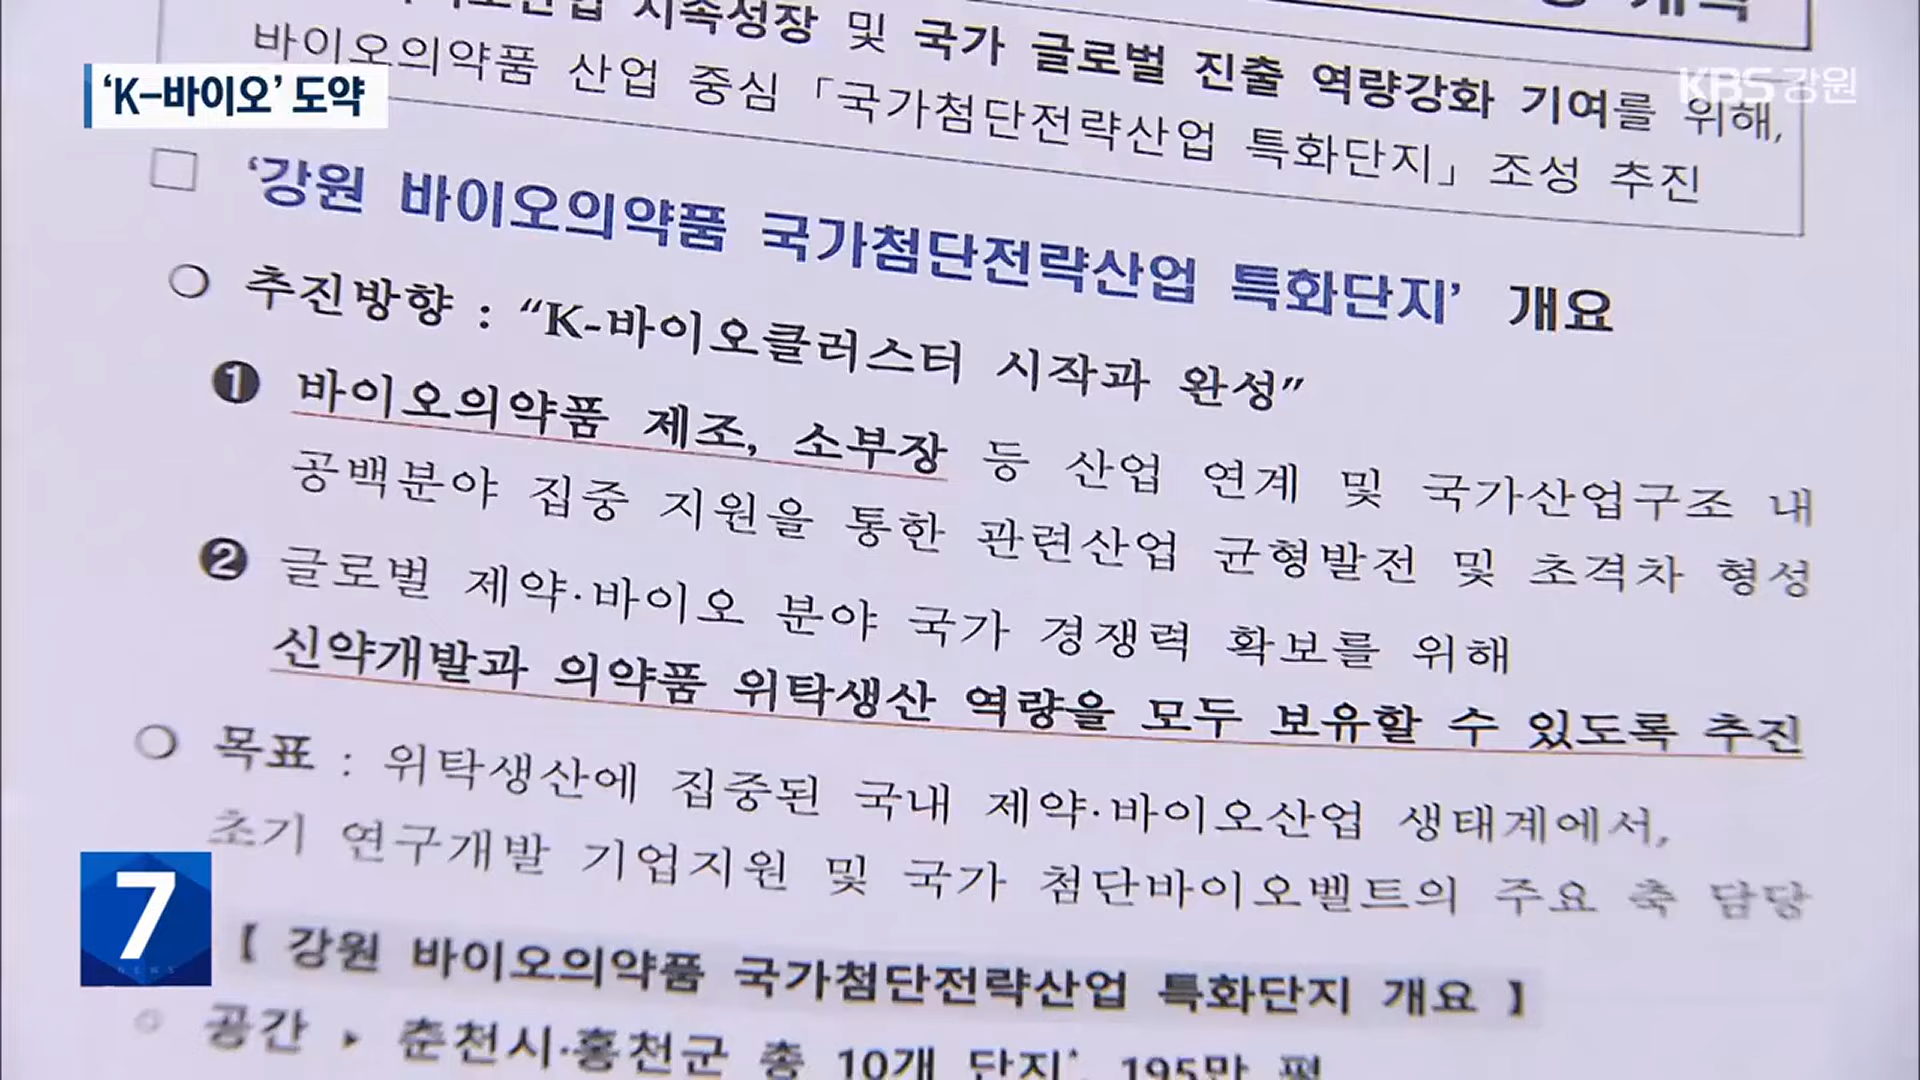 지속성장 및 국가 글로벌 진출 역량강화 기여를 위해,
바이오의약품 산업 중심 「국가첨단전략산업 특화단지」 조성 추진
‘K-바이오’ 도약
KBS강원
□ ‘강원 바이오의약품 국가첨단전략산업 특화단지’ 개요
○ 추진방향 : “K-바이오클러스터 시작과 완성”
❶ 바이오의약품 제조, 소부장 등 산업 연계 및 국가산업구조 내
공백분야 집중 지원을 통한 관련산업 균형발전 및 초격차 형성
❷ 글로벌 제약·바이오 분야 국가 경쟁력 확보를 위해
신약개발과 의약품 위탁생산 역량을 모두 보유할 수 있도록 추진
○ 목표 : 위탁생산에 집중된 국내 제약·바이오산업 생태계에서,
초기 연구개발 기업지원 및 국가 첨단바이오벨트의 주요 축 담당
7
NEWS
【 강원 바이오의약품 국가첨단전략산업 특화단지 개요 】
○ 공간 ▸ 춘천시·홍천군 총 10개 단지*, 195만 평